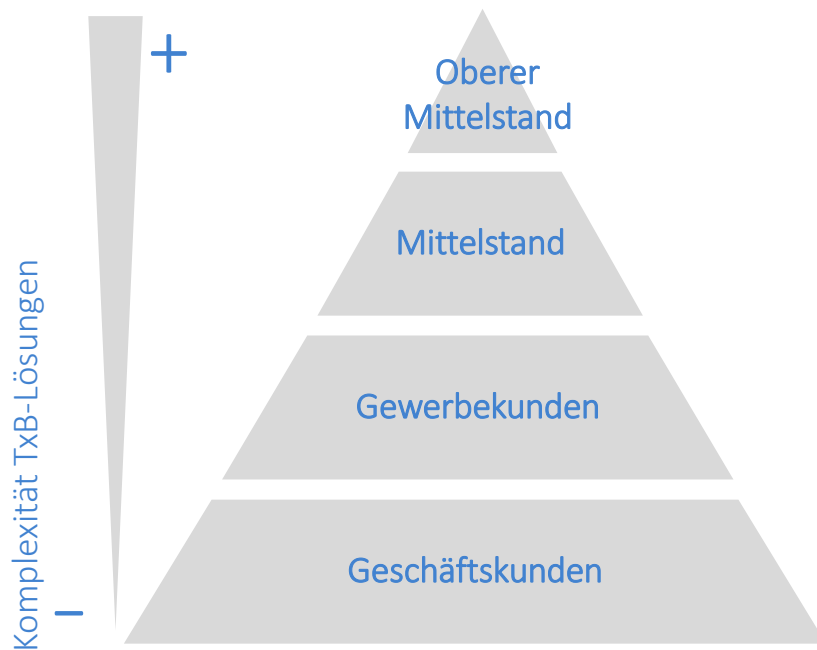 +
Oberer
Mittelstand
Mittelstand
Gewerbekunden
Geschäftskunden
Komplexität TxB-Lösungen
–